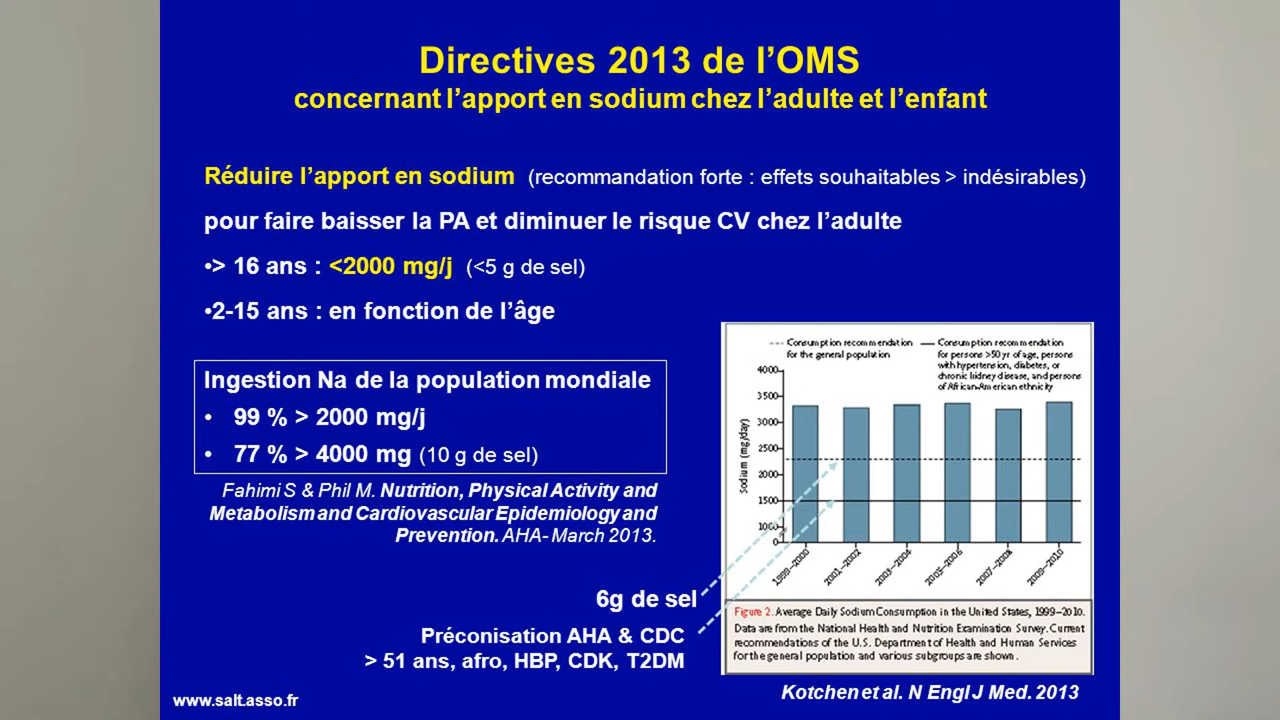 Directives 2013 de l’OMS
concernant l’apport en sodium chez l’adulte et l’enfant
Réduire l’apport en sodium (recommandation forte : effets souhaitables > indésirables)
pour faire baisser la PA et diminuer le risque CV chez l’adulte
•> 16 ans : <2000 mg/j (<5 g de sel)
•2-15 ans : en fonction de l’âge
Ingestion Na de la population mondiale
• 99 % > 2000 mg/j
• 77 % > 4000 mg (10 g de sel)
Fahimi S & Phil M. Nutrition, Physical Activity and
Metabolism and Cardiovascular Epidemiology and
Prevention. AHA- March 2013.
6g de sel
Préconisation AHA & CDC
> 51 ans, afro, HBP, CDK, T2DM
www.salt.asso.fr
Consumption recommendation
for the general population
Consumption recommendation
for persons >50 yr of age, persons
with hypertension, diabetes, or
chronic kidney disease, and persons
of African-American ethnicity
Sodium (mg/day)
4000
3500
3000
2500
2000
1500
1000
0
1999–2000
2001–2002
2003–2004
2005–2006
2007–2008
2009–2010
Figure 2. Average Daily Sodium Consumption in the United States, 1999–2010.
Data are from the National Health and Nutrition Examination Survey. Current
recommendations of the U.S. Department of Health and Human Services
for the general population and various subgroups are shown.
Kotchen et al. N Engl J Med. 2013